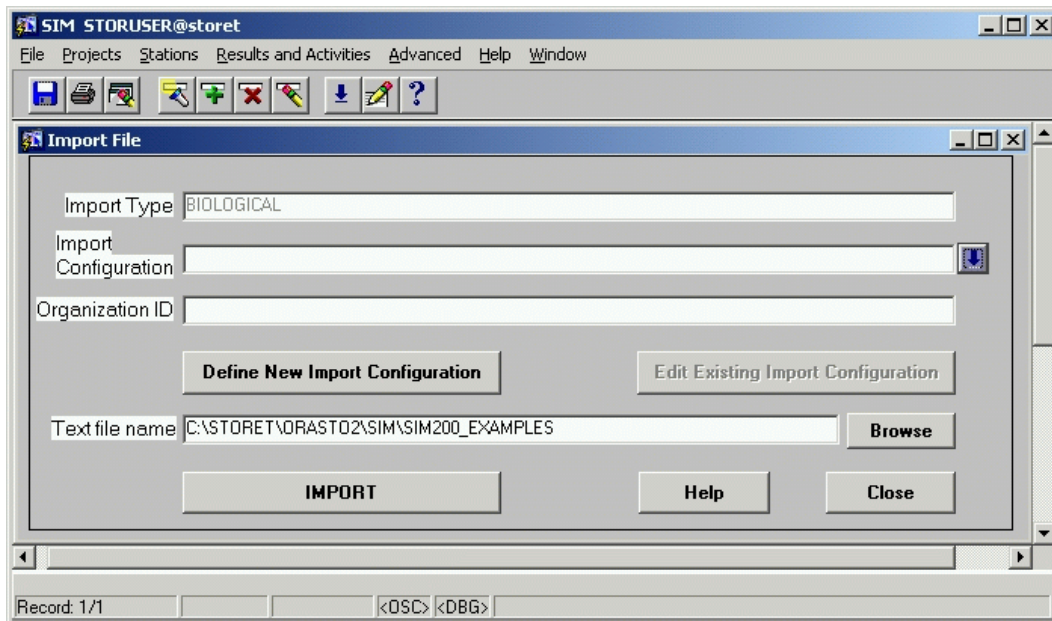 SIM STORUSER@storet
File Projects Stations Results and Activities Advanced Help Window
?
Import File
Import Type BIOLOGICAL
Import
Configuration
Organization ID
Define New Import Configuration Edit Existing Import Configuration
Text file name C:\STORET\ORASTO2\SIM\SIM200_EXAMPLES Browse
IMPORT Help Close
Record: 1/1 <OSC> <DBG>